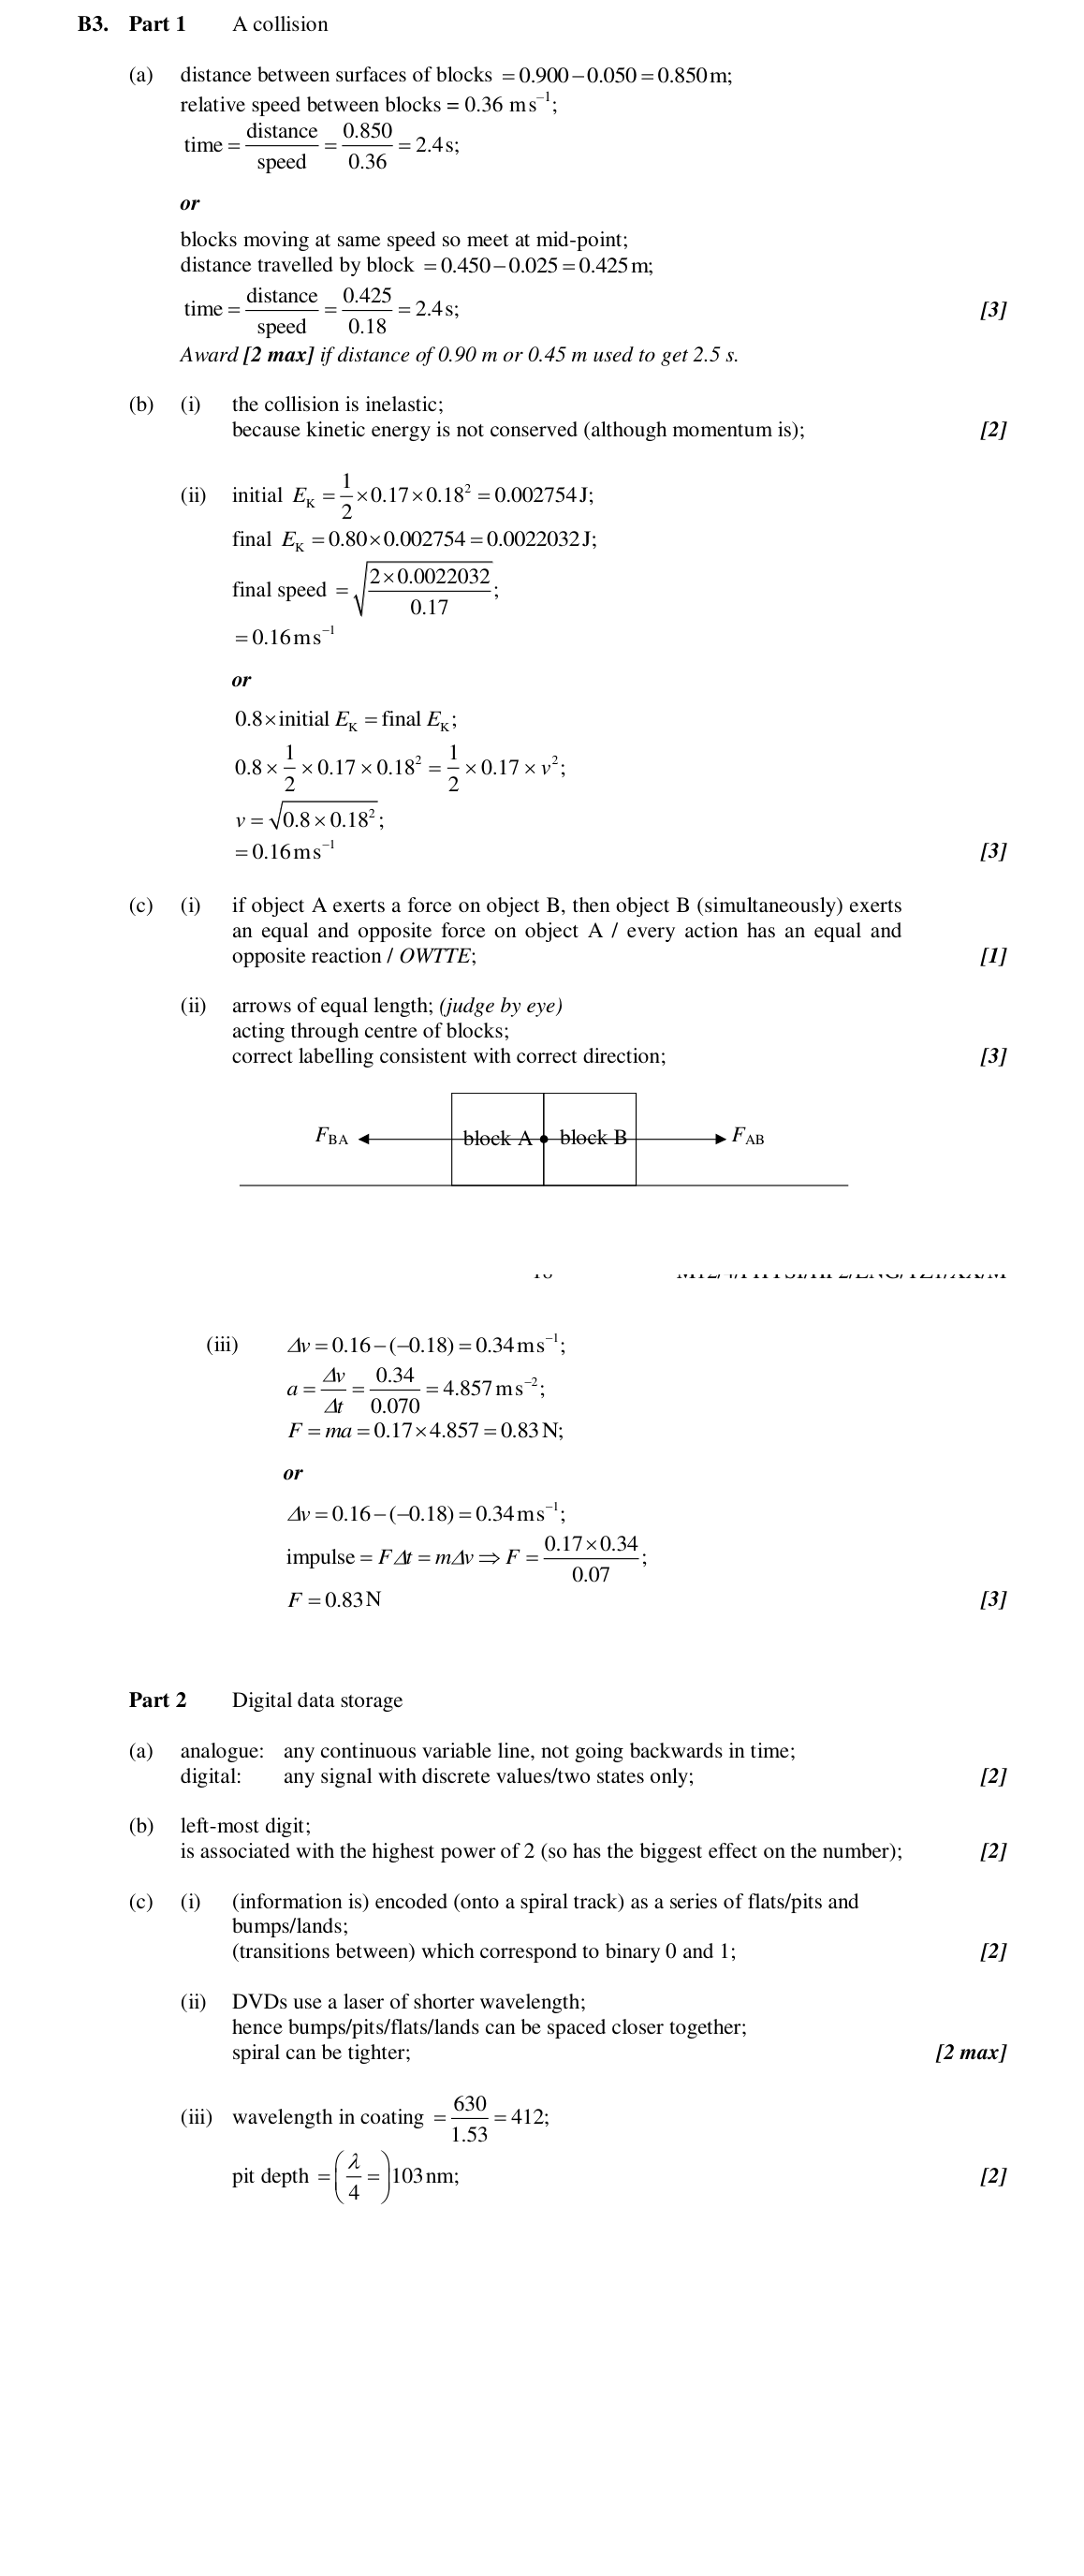 B3. Part 1 A collision
(a) distance between surfaces of blocks = 0.900 − 0.050 = 0.850 m;
relative speed between blocks = 0.36 m s⁻¹;
time = distance/speed = 0.850/0.36 = 2.4 s;
or
blocks moving at same speed so meet at mid-point;
distance travelled by block = 0.450 − 0.025 = 0.425 m;
time = distance/speed = 0.425/0.18 = 2.4 s; [3]
Award [2 max] if distance of 0.90 m or 0.45 m used to get 2.5 s.
(b) (i) the collision is inelastic;
because kinetic energy is not conserved (although momentum is); [2]
(ii) initial E_K = 1/2 × 0.17 × 0.18² = 0.002754 J;
final E_K = 0.80 × 0.002754 = 0.0022032 J;
final speed = √(2 × 0.0022032/0.17);
= 0.16 m s⁻¹
or
0.8 × initial E_K = final E_K;
0.8 × 1/2 × 0.17 × 0.18² = 1/2 × 0.17 × v²;
v = √(0.8 × 0.18²);
= 0.16 m s⁻¹ [3]
(c) (i) if object A exerts a force on object B, then object B (simultaneously) exerts
an equal and opposite force on object A / every action has an equal and
opposite reaction / OWTTE; [1]
(ii) arrows of equal length; (judge by eye)
acting through centre of blocks;
correct labelling consistent with correct direction; [3]
F_BA block A block B F_AB
(iii) Δv = 0.16 − (−0.18) = 0.34 m s⁻¹;
a = Δv/Δt = 0.34/0.070 = 4.857 m s⁻²;
F = ma = 0.17 × 4.857 = 0.83 N;
or
Δv = 0.16 − (−0.18) = 0.34 m s⁻¹;
impulse = FΔt = mΔv ⇒ F = 0.17 × 0.34/0.07;
F = 0.83 N [3]
Part 2 Digital data storage
(a) analogue: any continuous variable line, not going backwards in time;
digital: any signal with discrete values/two states only; [2]
(b) left-most digit;
is associated with the highest power of 2 (so has the biggest effect on the number); [2]
(c) (i) (information is) encoded (onto a spiral track) as a series of flats/pits and
bumps/lands;
(transitions between) which correspond to binary 0 and 1; [2]
(ii) DVDs use a laser of shorter wavelength;
hence bumps/pits/flats/lands can be spaced closer together;
spiral can be tighter; [2 max]
(iii) wavelength in coating = 630/1.53 = 412;
pit depth = (λ/4 =) 103 nm; [2]